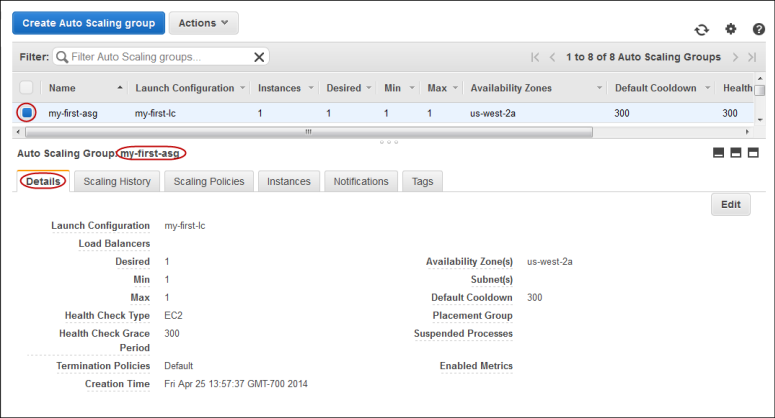 Create Auto Scaling group Actions
Filter: Filter Auto Scaling groups... 1 to 8 of 8 Auto Scaling Groups
Name Launch Configuration Instances Desired Min Max Availability Zones Default Cooldown Health
my-first-asg my-first-lc 1 1 1 1 us-west-2a 300 300
Auto Scaling Group: my-first-asg
Details Scaling History Scaling Policies Instances Notifications Tags
Edit
Launch Configuration my-first-lc
Load Balancers
Desired 1 Availability Zone(s) us-west-2a
Min 1 Subnet(s)
Max 1 Default Cooldown 300
Health Check Type EC2 Placement Group
Health Check Grace Period 300 Suspended Processes
Termination Policies Default Enabled Metrics
Creation Time Fri Apr 25 13:57:37 GMT-700 2014